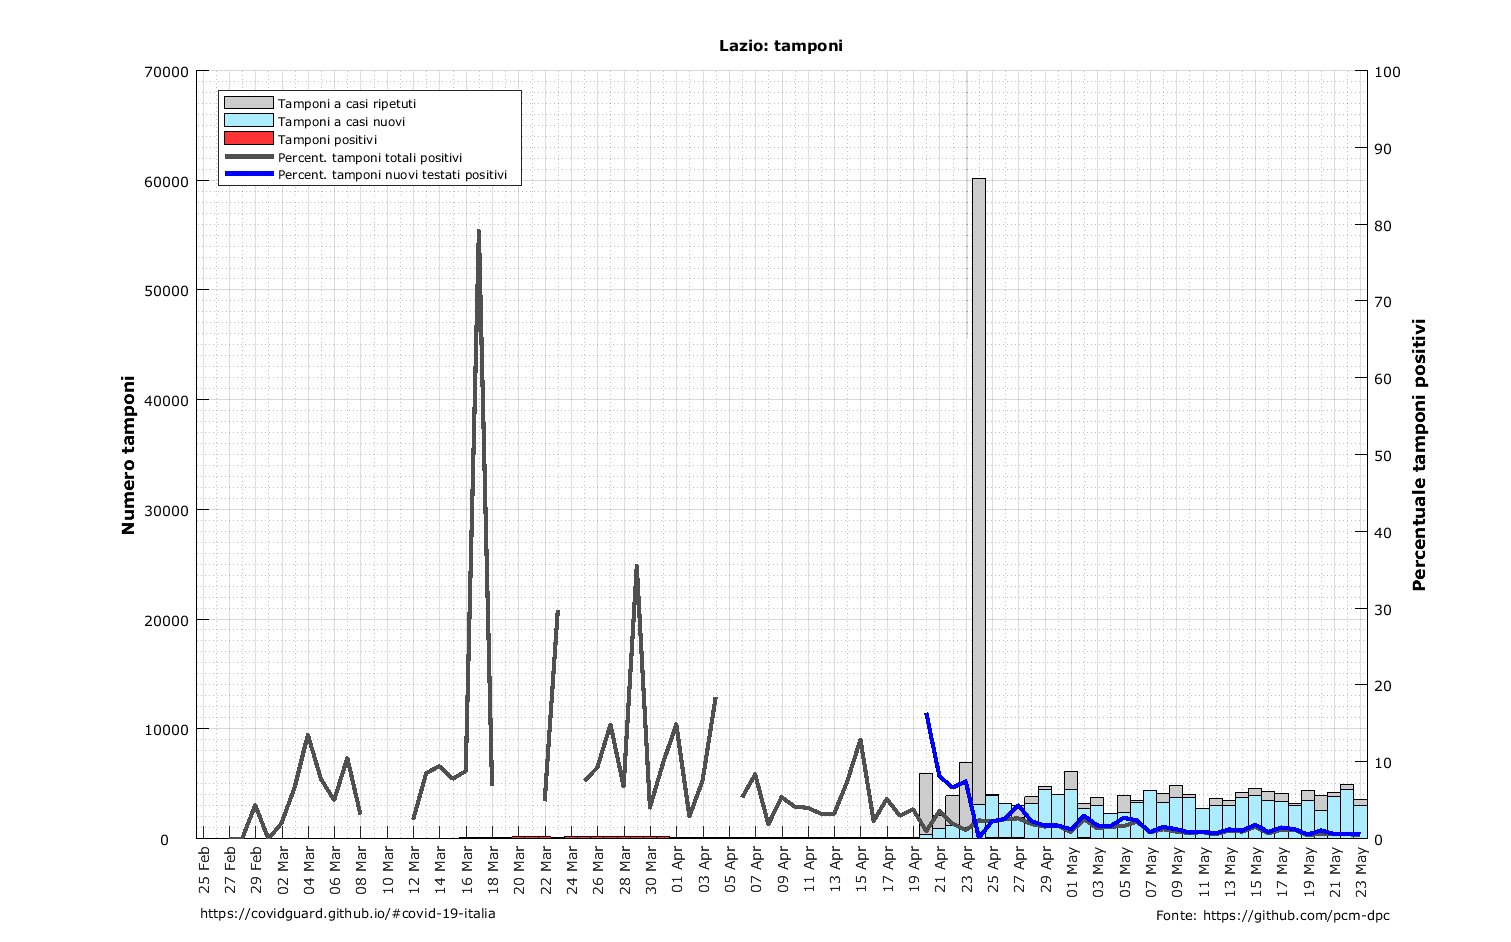 Lazio: tamponi
70000
60000
50000
40000
30000
20000
10000
0
Numero tamponi
Tamponi a casi ripetuti
Tamponi a casi nuovi
Tamponi positivi
Percent. tamponi totali positivi
Percent. tamponi nuovi testati positivi
100
90
80
70
60
50
40
30
20
10
0
Percentuale tamponi positivi
25 Feb
27 Feb
29 Feb
02 Mar
04 Mar
06 Mar
08 Mar
10 Mar
12 Mar
14 Mar
16 Mar
18 Mar
20 Mar
22 Mar
24 Mar
26 Mar
28 Mar
30 Mar
01 Apr
03 Apr
05 Apr
07 Apr
09 Apr
11 Apr
13 Apr
15 Apr
17 Apr
19 Apr
21 Apr
23 Apr
25 Apr
27 Apr
29 Apr
01 May
03 May
05 May
07 May
09 May
11 May
13 May
15 May
17 May
19 May
21 May
23 May
https://covidguard.github.io/#covid-19-italia
Fonte: https://github.com/pcm-dpc